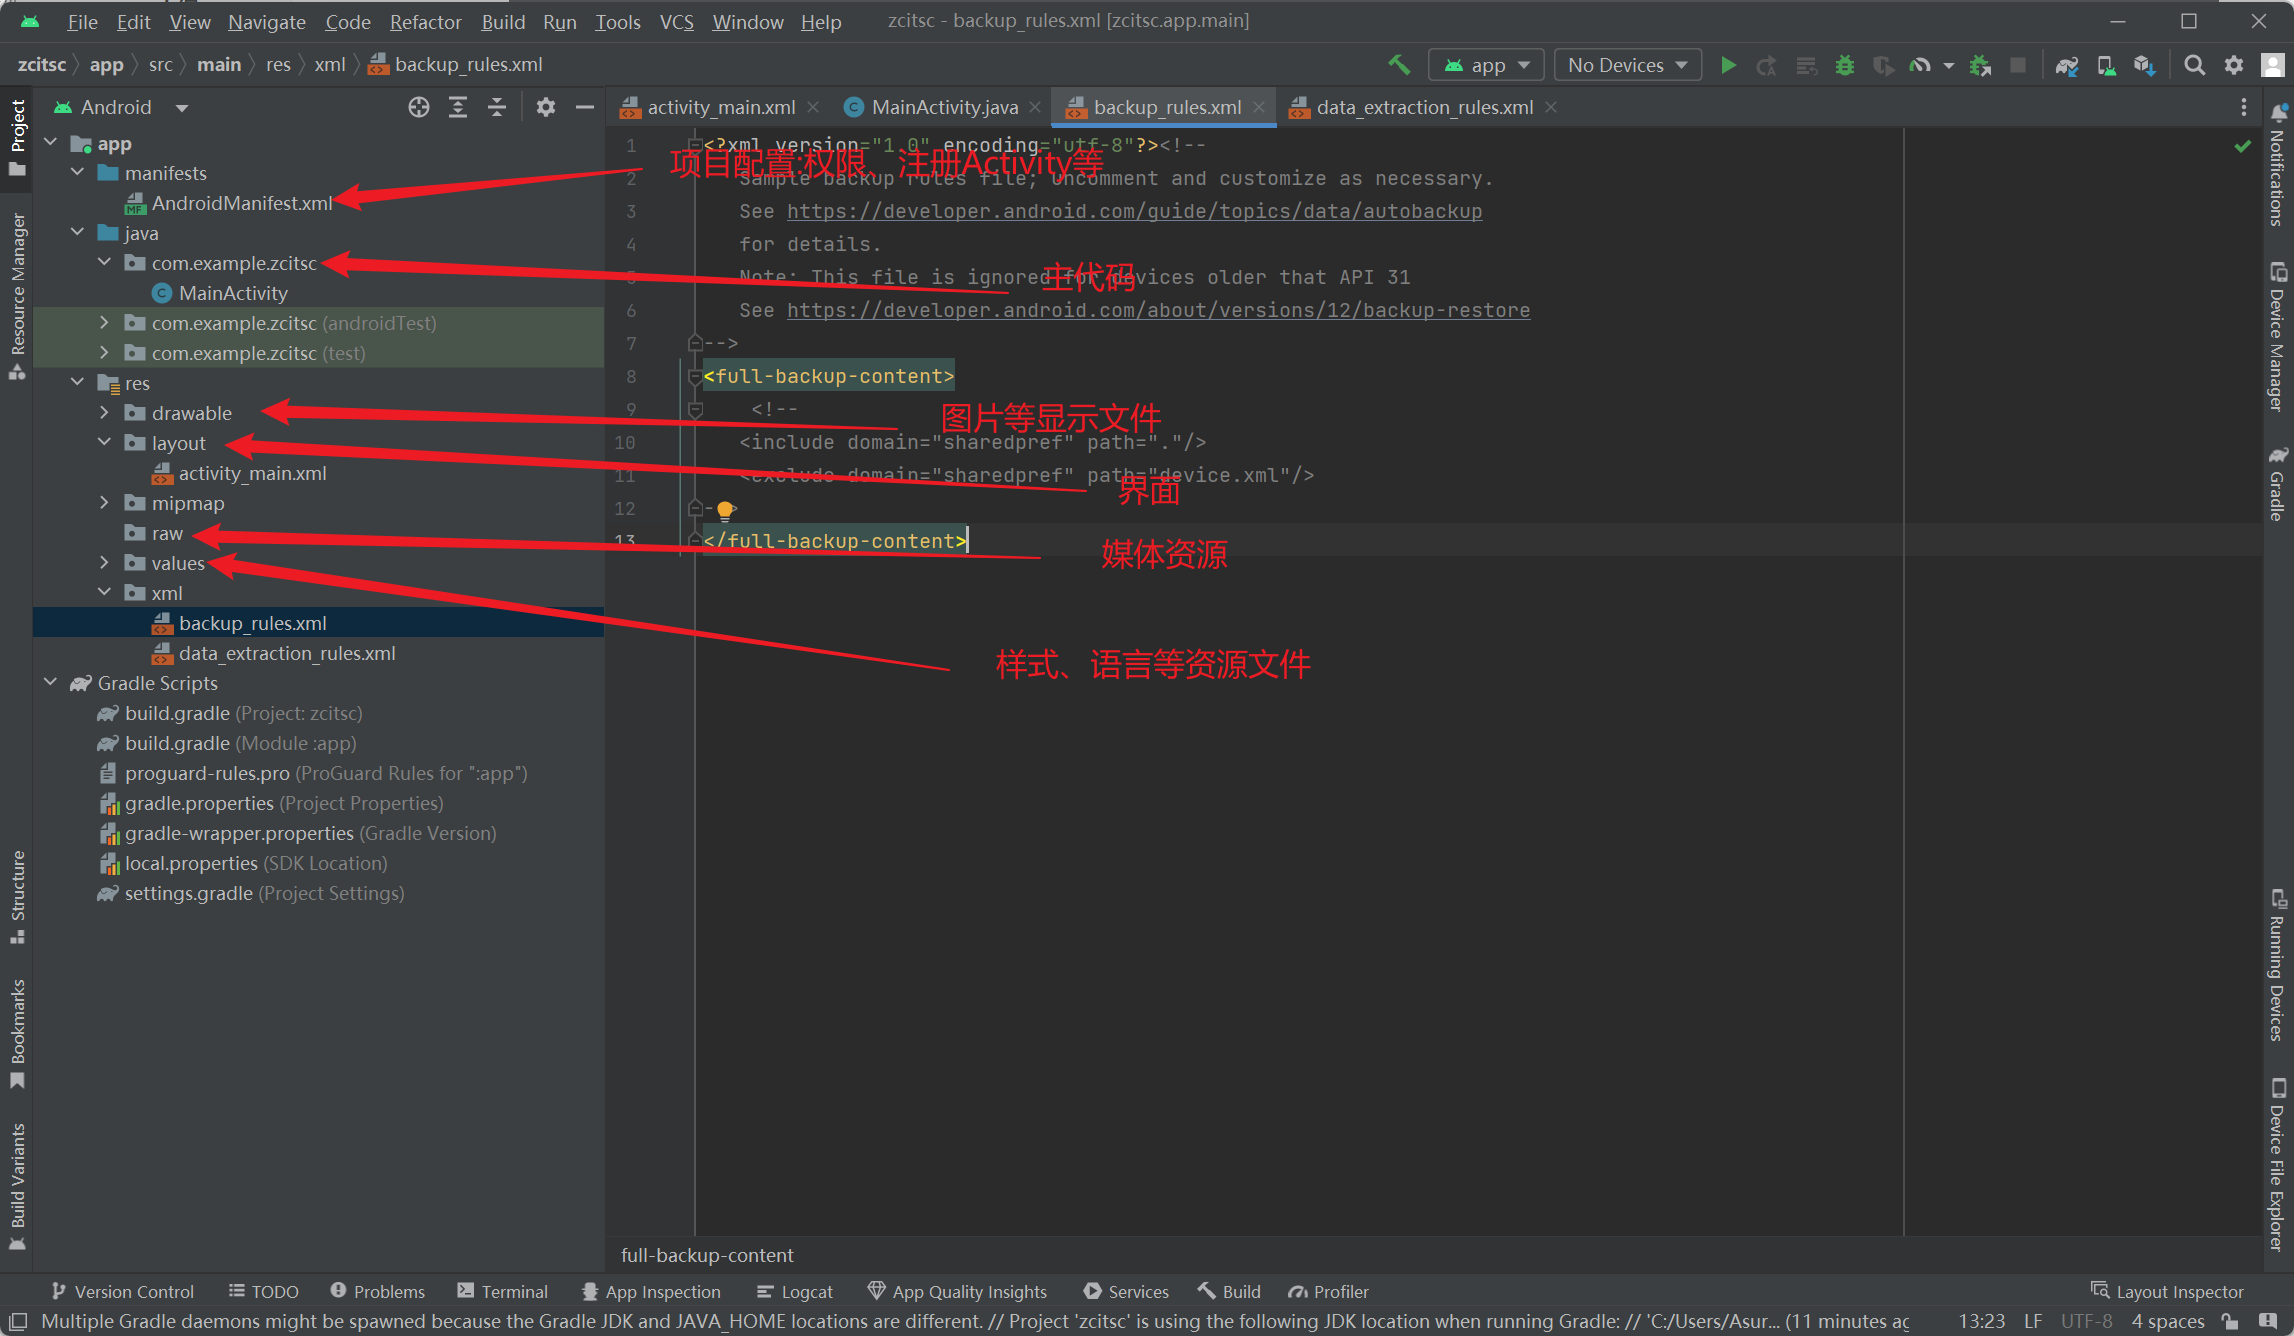 File Edit View Navigate Code Refactor Build Run Tools VCS Window Help zcitsc - backup_rules.xml [zcitsc.app.main]
zcitsc app src main res xml backup_rules.xml app No Devices
Project
Resource Manager
Structure
Bookmarks
Build Variants
Android
app
manifests
AndroidManifest.xml
java
com.example.zcitsc
MainActivity
com.example.zcitsc (androidTest)
com.example.zcitsc (test)
res
drawable
layout
activity_main.xml
mipmap
raw
values
xml
backup_rules.xml
data_extraction_rules.xml
Gradle Scripts
build.gradle (Project: zcitsc)
build.gradle (Module :app)
proguard-rules.pro (ProGuard Rules for ":app")
gradle.properties (Project Properties)
gradle-wrapper.properties (Gradle Version)
local.properties (SDK Location)
settings.gradle (Project Settings)
activity_main.xml MainActivity.java backup_rules.xml data_extraction_rules.xml
1 <?xml version="1.0" encoding="utf-8"?><!--
项目配置:权限、注册Activity等
2 Sample backup rules file; uncomment and customize as necessary.
3 See https://developer.android.com/guide/topics/data/autobackup
4 for details.
5 Note: This file is ignored for devices older that API 31
主代码
6 See https://developer.android.com/about/versions/12/backup-restore
7 -->
8 <full-backup-content>
9 <!--
图片等显示文件
10 <include domain="sharedpref" path="."/>
11 <exclude domain="sharedpref" path="device.xml"/>
界面
12
13 </full-backup-content>
媒体资源
样式、语言等资源文件
full-backup-content
Notifications
Device Manager
Gradle
Running Devices
Device File Explorer
Version Control TODO Problems Terminal App Inspection Logcat App Quality Insights Services Build Profiler Layout Inspector
Multiple Gradle daemons might be spawned because the Gradle JDK and JAVA_HOME locations are different. // Project 'zcitsc' is using the following JDK location when running Gradle: // 'C:/Users/Asur... (11 minutes ag 13:23 LF UTF-8 4 spaces